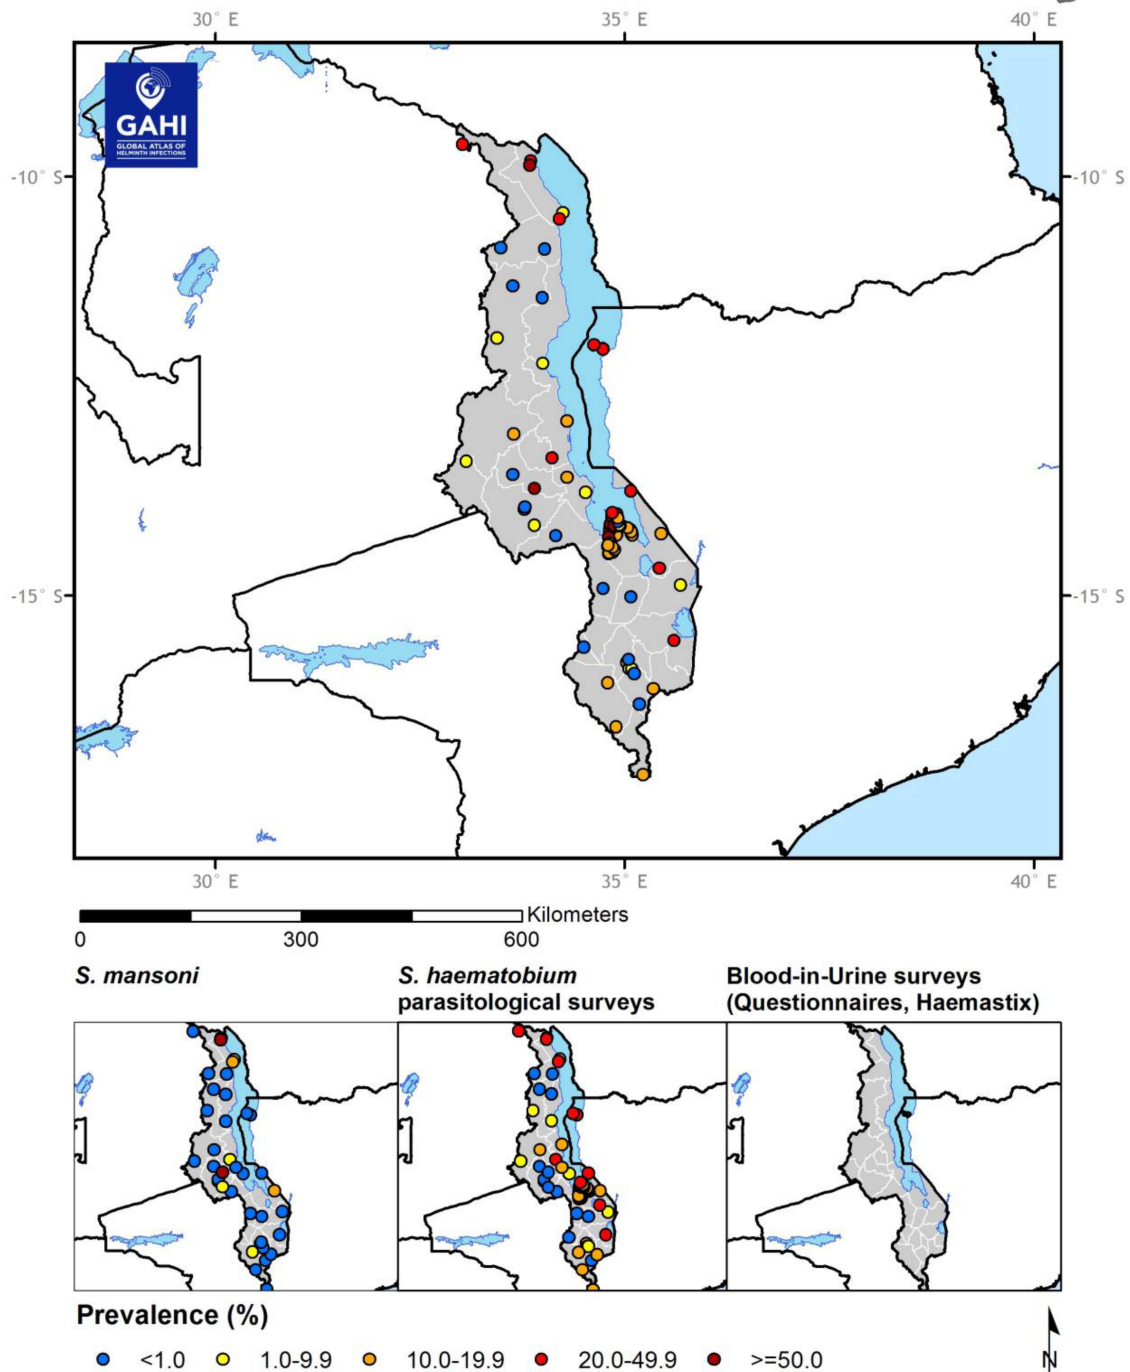 30° E 35° E 40° E
GAHI
GLOBAL ATLAS OF
HELMINTH INFECTIONS
-10° S -10° S
-15° S -15° S
30° E 35° E 40° E
Kilometers
0 300 600
S. mansoni
S. haematobium
parasitological surveys
Blood-in-Urine surveys
(Questionnaires, Haemastix)
Prevalence (%)
<1.0 1.0-9.9 10.0-19.9 20.0-49.9 >=50.0
N